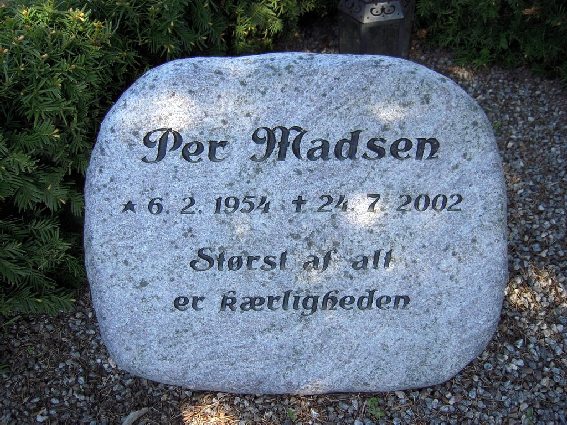 Per Madsen
★ 6. 2. 1954 ✝ 24. 7. 2002
Størst af alt
er kærligheden